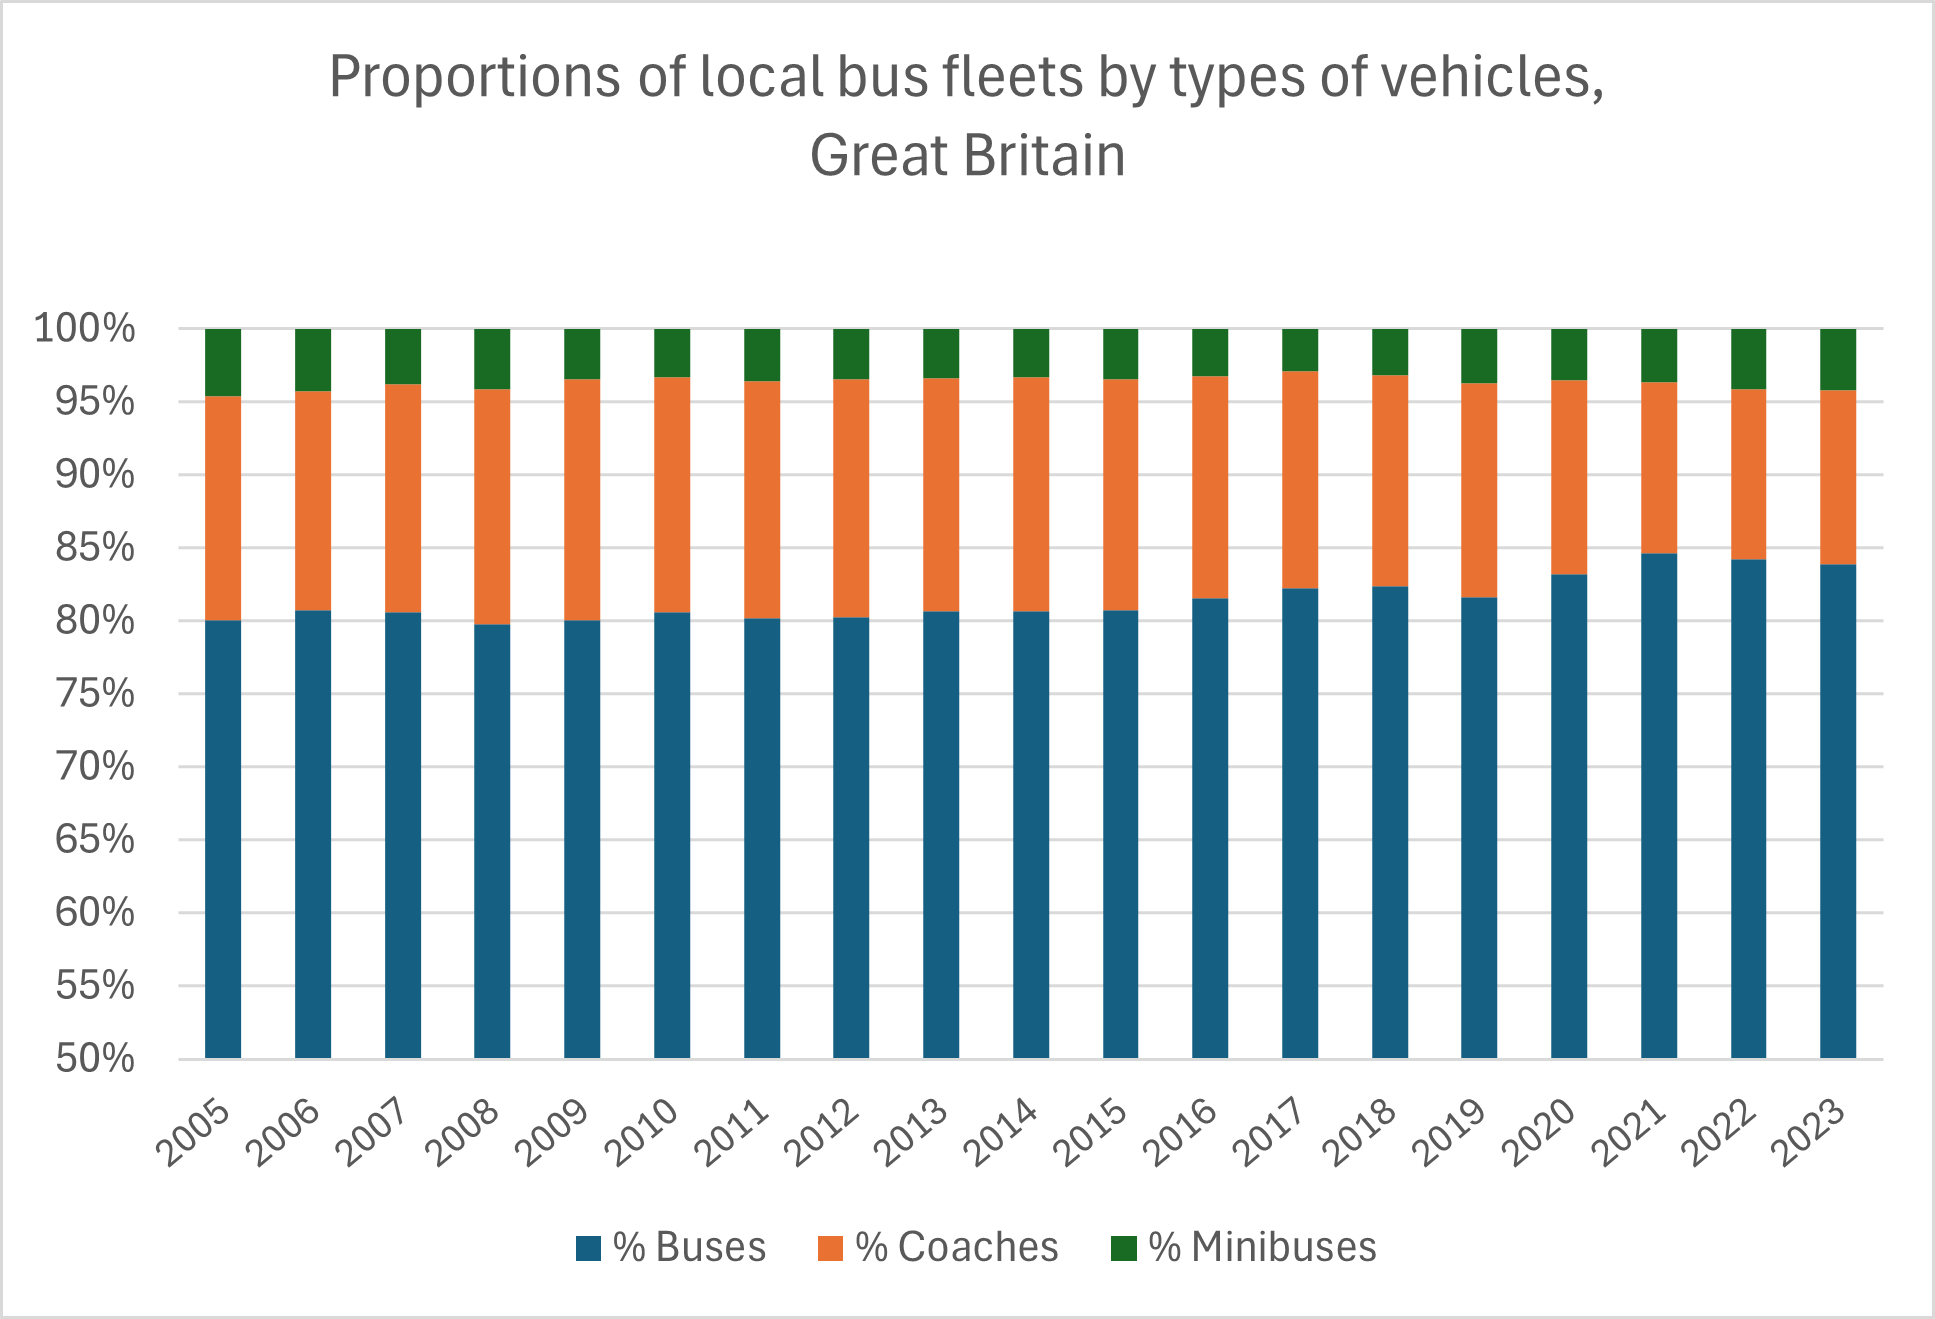 Proportions of local bus fleets by types of vehicles,
Great Britain
100%
95%
90%
85%
80%
75%
70%
65%
60%
55%
50%
2005 2006 2007 2008 2009 2010 2011 2012 2013 2014 2015 2016 2017 2018 2019 2020 2021 2022 2023
% Buses % Coaches % Minibuses